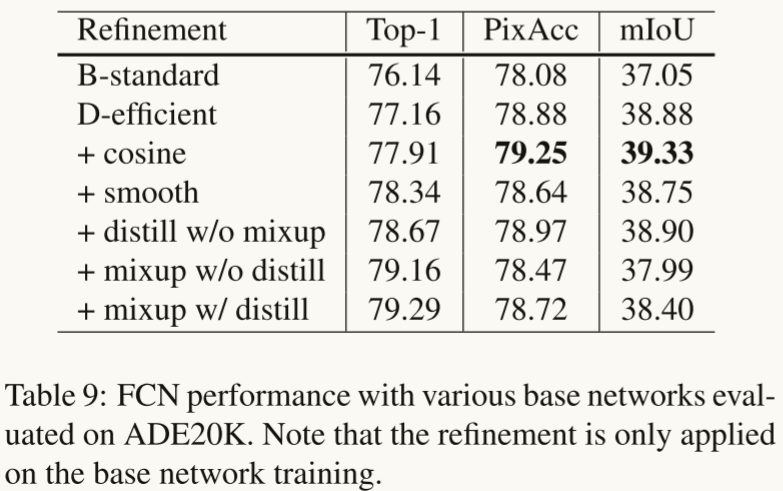 Refinement Top-1 PixAcc mIoU
B-standard 76.14 78.08 37.05
D-efficient 77.16 78.88 38.88
+ cosine 77.91 79.25 39.33
+ smooth 78.34 78.64 38.75
+ distill w/o mixup 78.67 78.97 38.90
+ mixup w/o distill 79.16 78.47 37.99
+ mixup w/ distill 79.29 78.72 38.40
Table 9: FCN performance with various base networks eval-
uated on ADE20K. Note that the refinement is only applied
on the base network training.